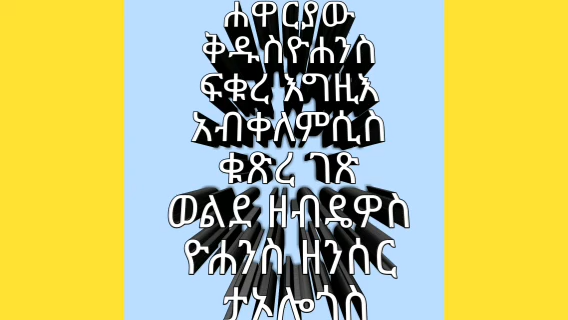 ሐዋርያው
ቅዱስዮሐንስ
ፍቁረ እግዚእ
አብቀለምሲስ
ቁጽረ ገጽ
ወልደ ዘብዴዎስ
ዮሐንስ ዘንሰር
ታኦሎጎስ